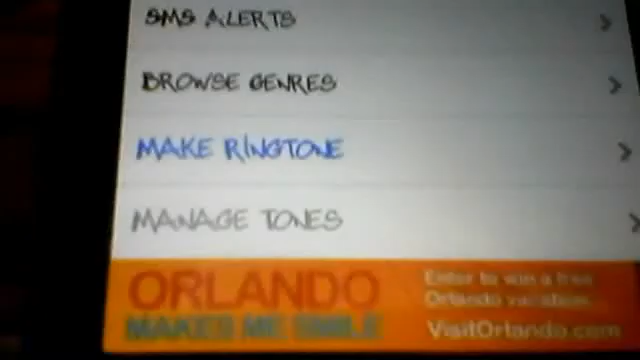 SMS ALERTS
BROWSE GENRES
MAKE RINGTONE
MANAGE TONES
ORLANDO
MAKES ME SMILE
Enter to win a free
Orlando vacation.
VisitOrlando.com